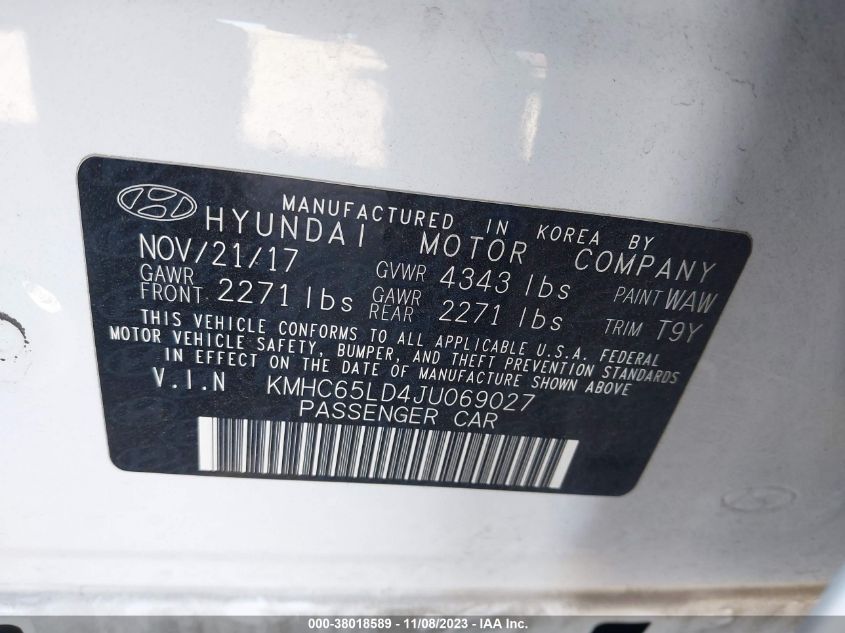 MANUFACTURED IN KOREA BY
HYUNDAI MOTOR COMPANY
NOV/21/17 GVWR 4343 lbs PAINT WAW
GAWR FRONT 2271 lbs GAWR REAR 2271 lbs TRIM T9Y
THIS VEHICLE CONFORMS TO ALL APPLICABLE U.S.A. FEDERAL
MOTOR VEHICLE SAFETY, BUMPER, AND THEFT PREVENTION STANDARDS
IN EFFECT ON THE DATE OF MANUFACTURE SHOWN ABOVE
V.I.N KMHC65LD4JU069027
PASSENGER CAR
000-38018589 - 11/08/2023 - IAA Inc.